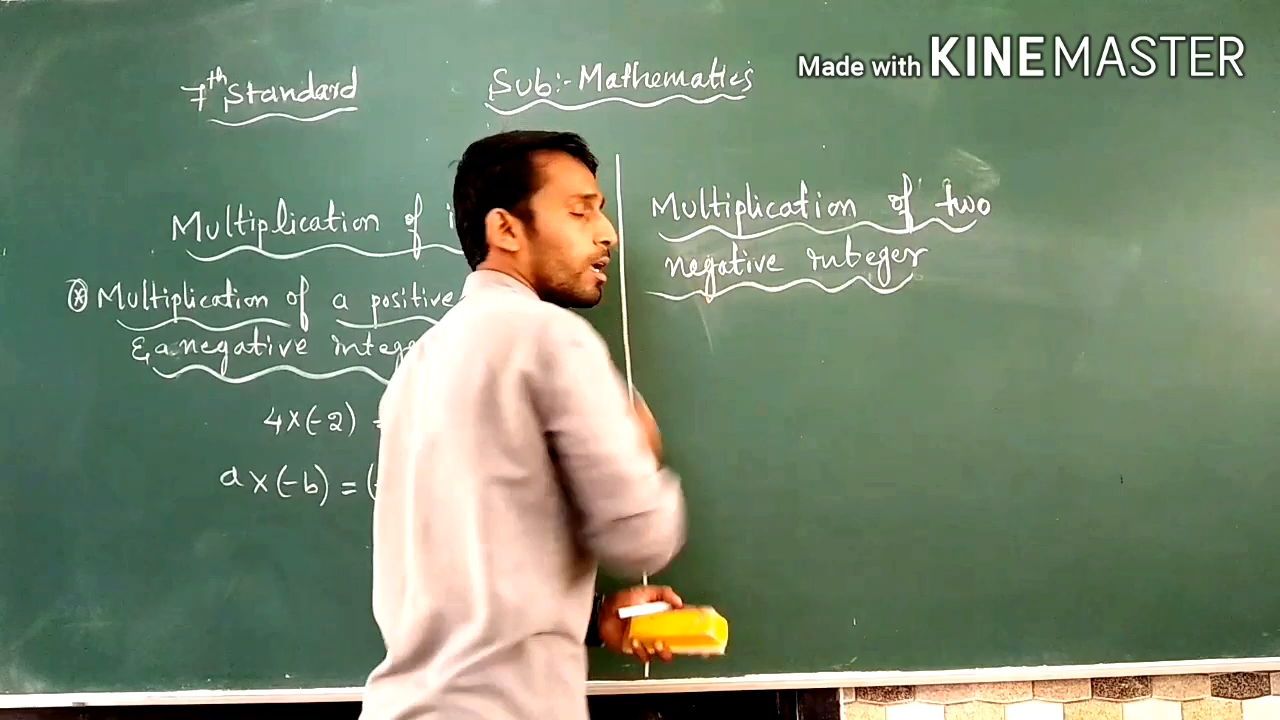 Made with KINEMASTER
7th Standard
Sub:- Mathematics
Multiplication of
⊗ Multiplication of a positive
& a negative
4×(-2)
a×(-b)=(
Multiplication of two
negative integer